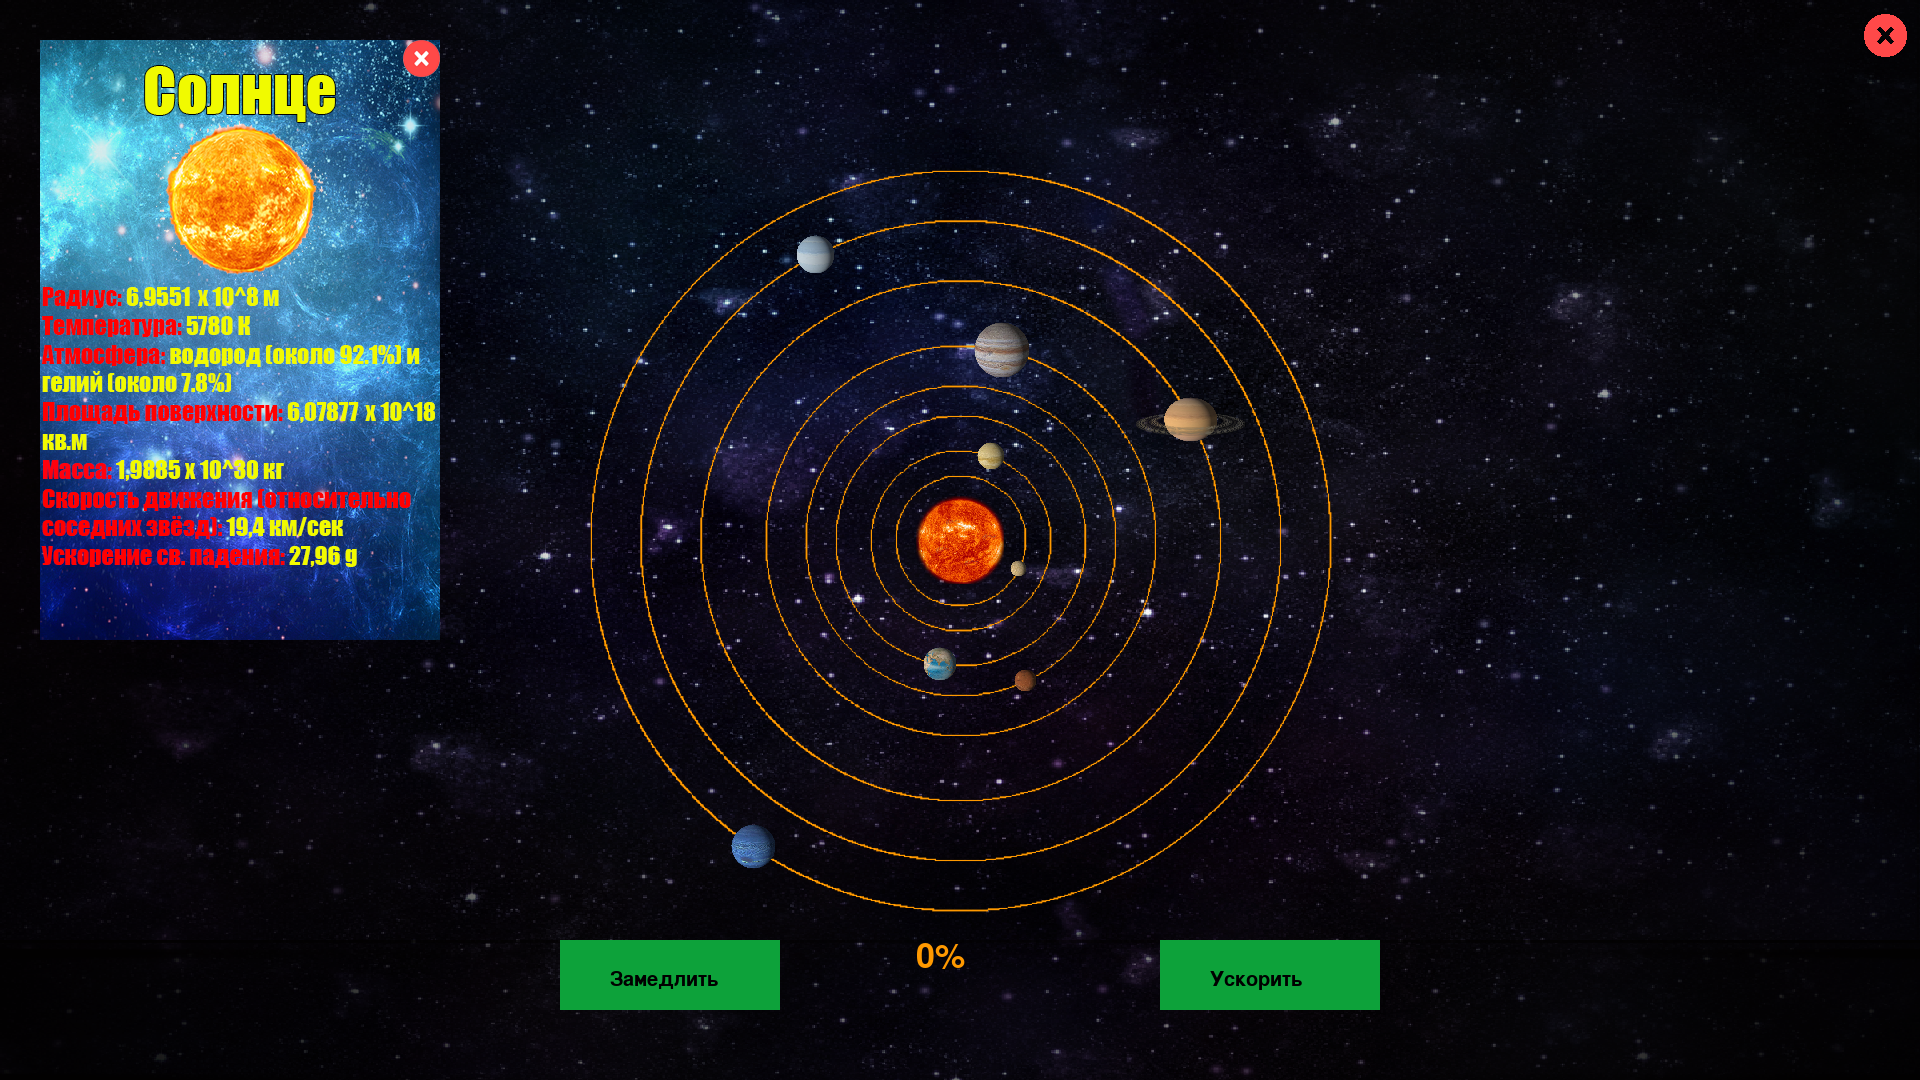 Солнце
Радиус: 6,9551 x 10^8 м
Температура: 5780 К
Атмосфера: водород (около 92.1%) и
гелий (около 7.8%)
Площадь поверхности: 6,07877 x 10^18
кв.м
Масса: 1,9885 x 10^30 кг
Скорость движения (относительно
соседних звёзд): 19,4 км/сек
Ускорение св. падения: 27,96 g
0%
Замедлить
Ускорить